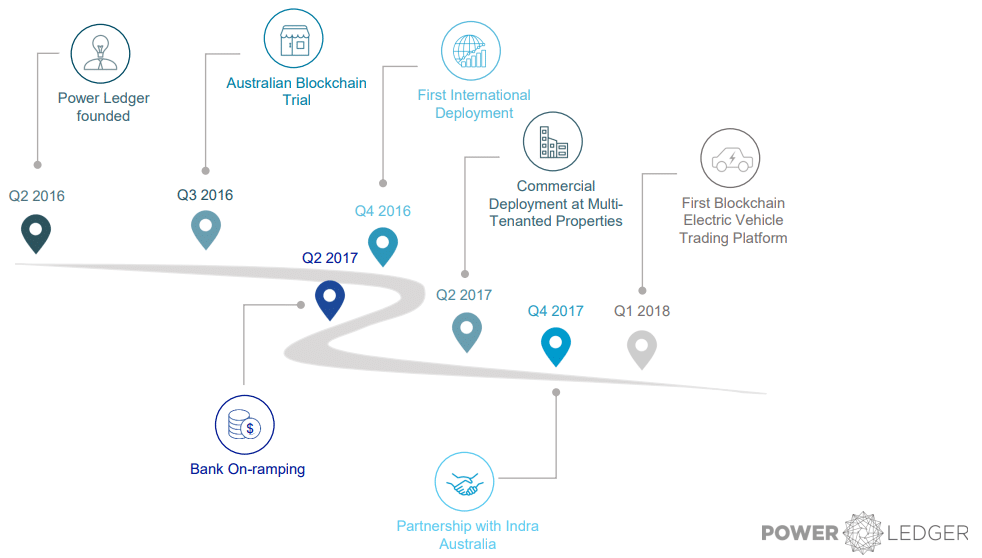 Power Ledger
founded
Q2 2016
Australian Blockchain
Trial
Q3 2016
First International
Deployment
Q4 2016
Q2 2017
Bank On-ramping
$
Commercial
Deployment at Multi-
Tenanted Properties
Q2 2017
Q4 2017
Partnership with Indra
Australia
First Blockchain
Electric Vehicle
Trading Platform
Q1 2018
POWER LEDGER